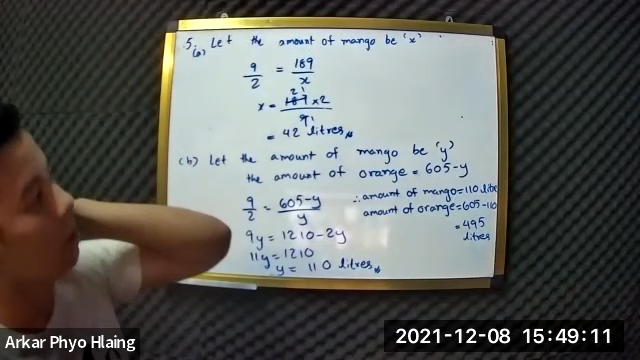 5. Let the amount of mango be 'x'
(a)
9/2 = 189/x
x = 189 × 2 / 9
21
1
= 42 litres
(b) Let the amount of mango be 'y'
the amount of orange = 605-y
9/2 = 605-y/y
9y = 1210 - 2y
11y = 1210
y = 110 litres
∴ amount of mango = 110 litre
amount of orange = 605-110
= 495
litres
Arkar Phyo Hlaing
2021-12-08 15:49:11